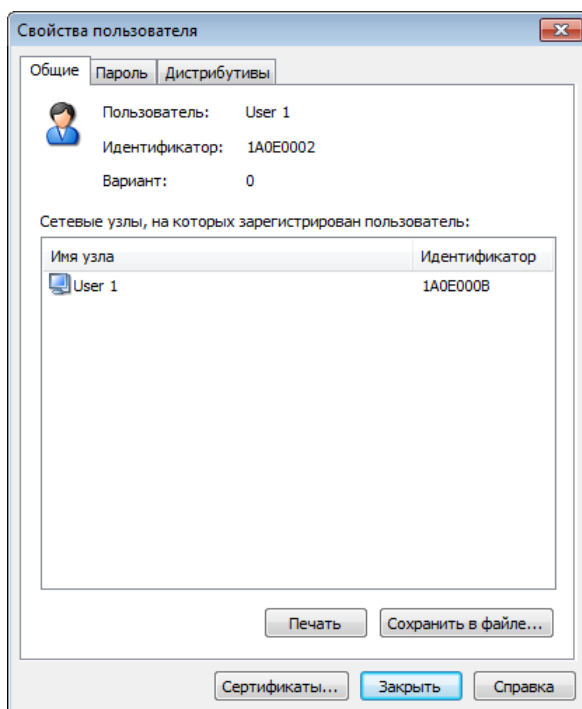 Свойства пользователя
Общие Пароль Дистрибутивы
Пользователь: User 1
Идентификатор: 1A0E0002
Вариант: 0
Сетевые узлы, на которых зарегистрирован пользователь:
Имя узла Идентификатор
User 1 1A0E000B
Печать Сохранить в файле...
Сертификаты... Закрыть Справка